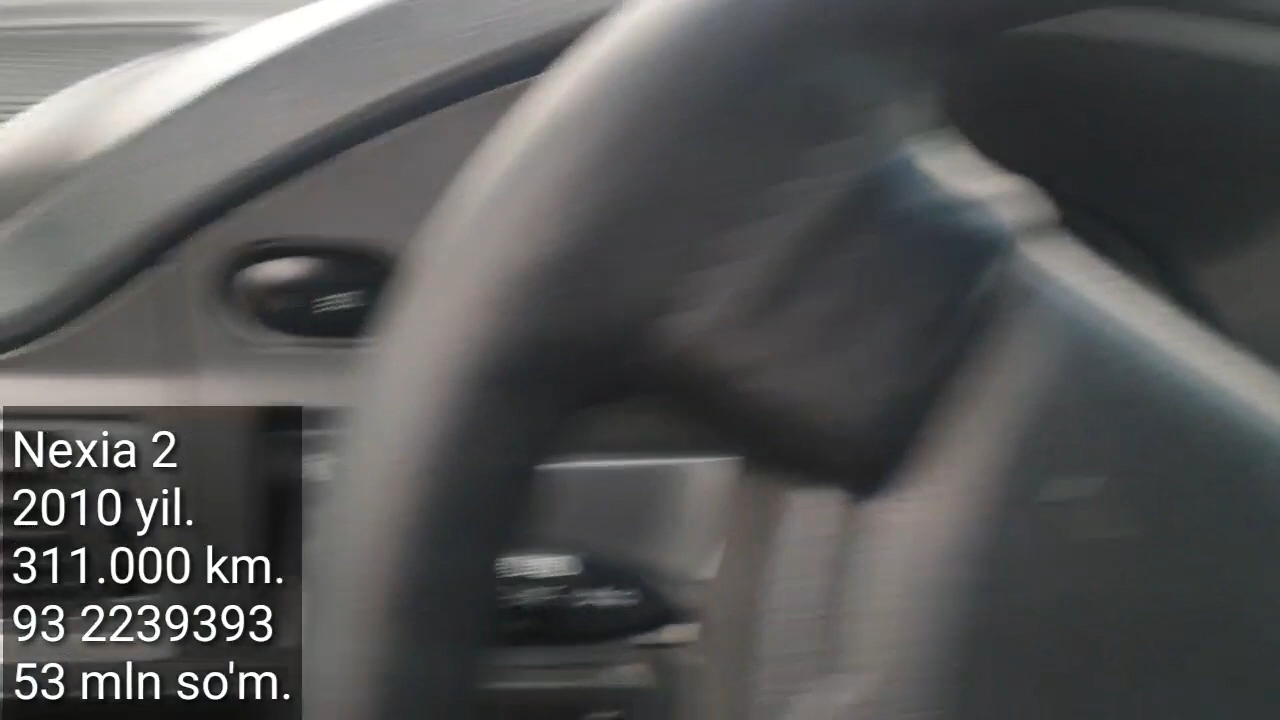 Nexia 2
2010 yil.
311.000 km.
93 2239393
53 mln so'm.